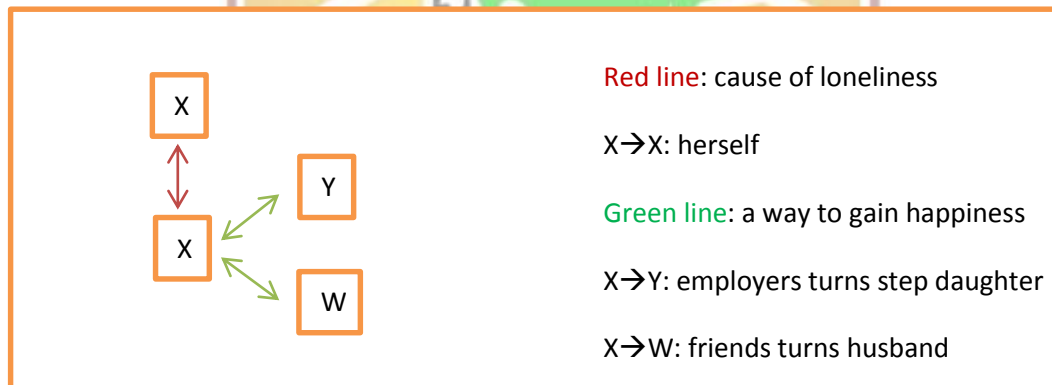 X
X
Y
W
Red line: cause of loneliness
X→X: herself
Green line: a way to gain happiness
X→Y: employers turns step daughter
X→W: friends turns husband